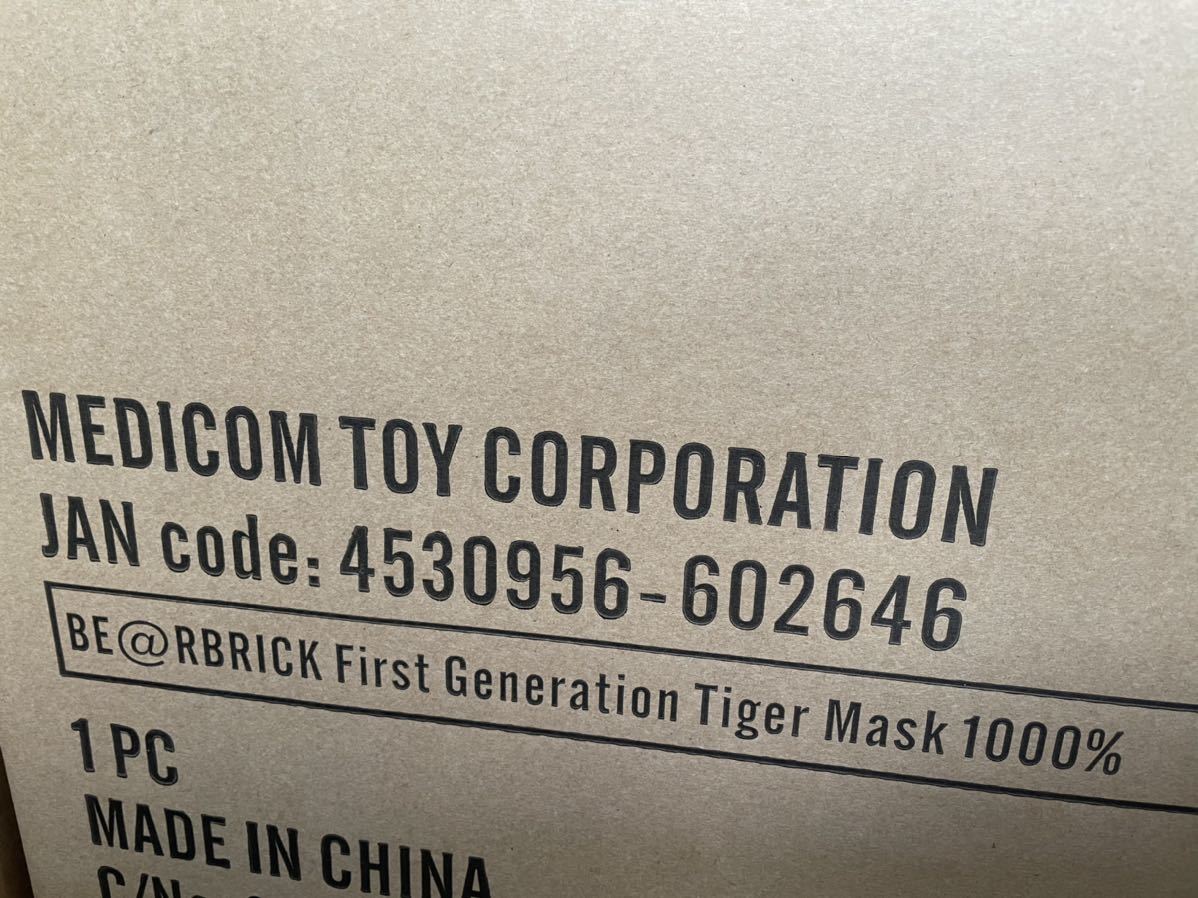 MEDICOM TOY CORPORATION
JAN code: 4530956-602646
BE@RBRICK First Generation Tiger Mask 1000%
1 PC
MADE IN CHINA